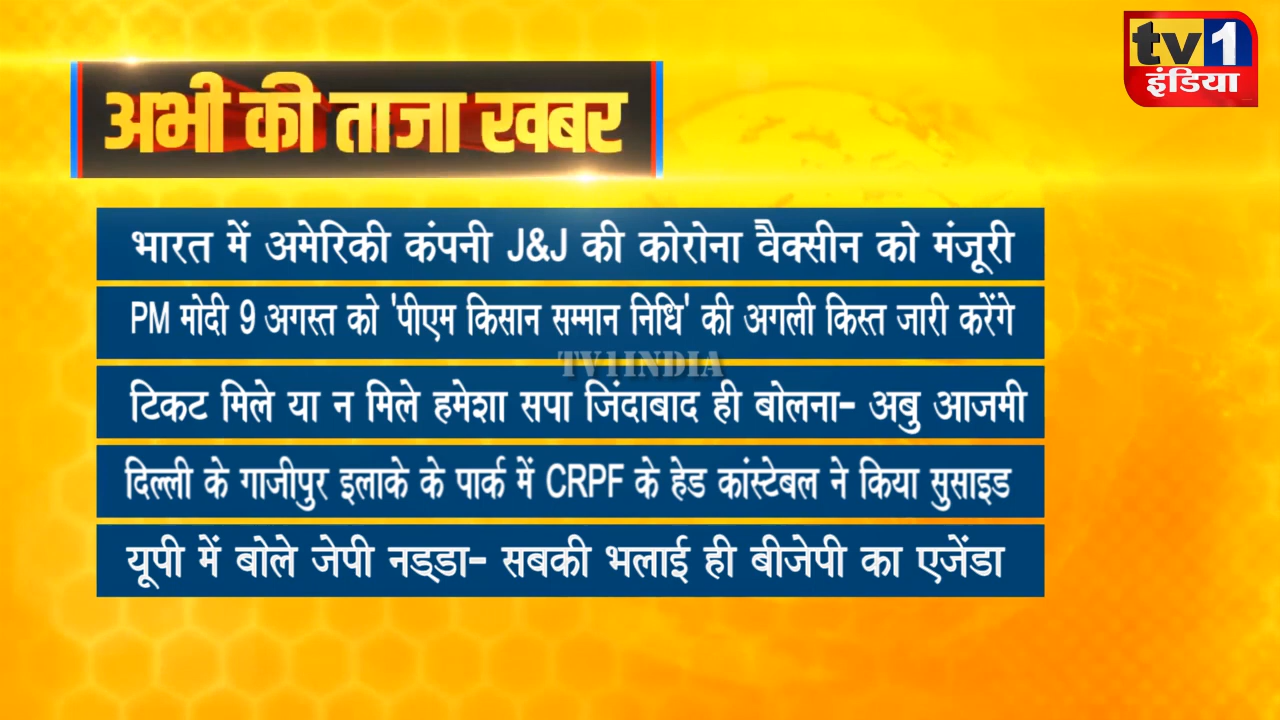 tv1
इंडिया
अभी की ताजा खबर
भारत में अमेरिकी कंपनी J&J की कोरोना वैक्सीन को मंजूरी
PM मोदी 9 अगस्त को 'पीएम किसान सम्मान निधि' की अगली किस्त जारी करेंगे
TV1INDIA
टिकट मिले या न मिले हमेशा सपा जिंदाबाद ही बोलना- अबु आजमी
दिल्ली के गाजीपुर इलाके के पार्क में CRPF के हेड कांस्टेबल ने किया सुसाइड
यूपी में बोले जेपी नड्डा- सबकी भलाई ही बीजेपी का एजेंडा